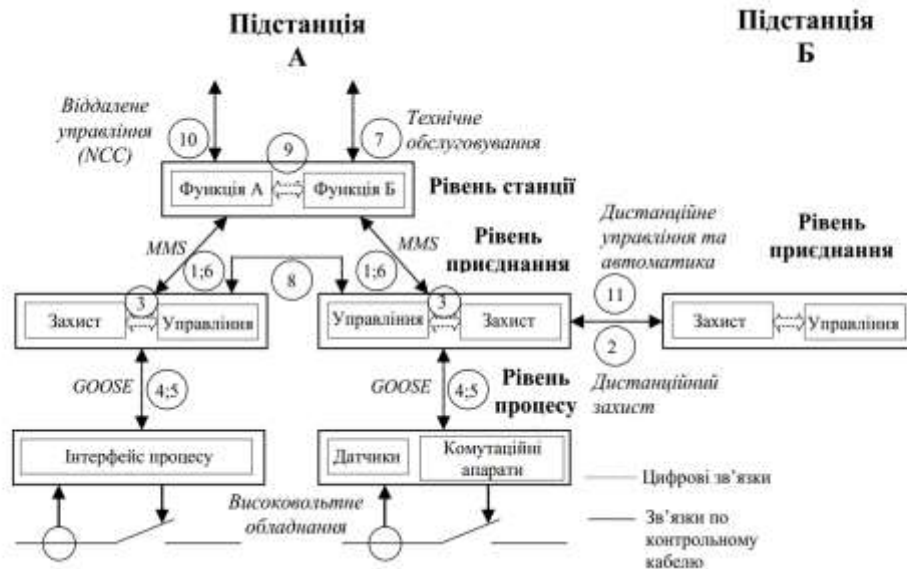 Підстанція
А
Підстанція
Б
Віддалене
управління
(NCC)
10
9
7
Технічне
обслуговування
Функція А
Функція Б
Рівень станції
MMS
1;6
8
MMS
1;6
Рівень
приєднання
Дистанційне
управління та
автоматика
Рівень
приєднання
11
3
Захист
Управління
3
Управління
Захист
Захист
Управління
2
GOOSE
4;5
GOOSE
4;5
Рівень
процесу
Дистанційний
захист
Інтерфейс процесу
Датчики
Комутаційні
апарати
Високовольтне
обладнання
Цифрові зв’язки
Зв’язки по
контрольному
кабелю